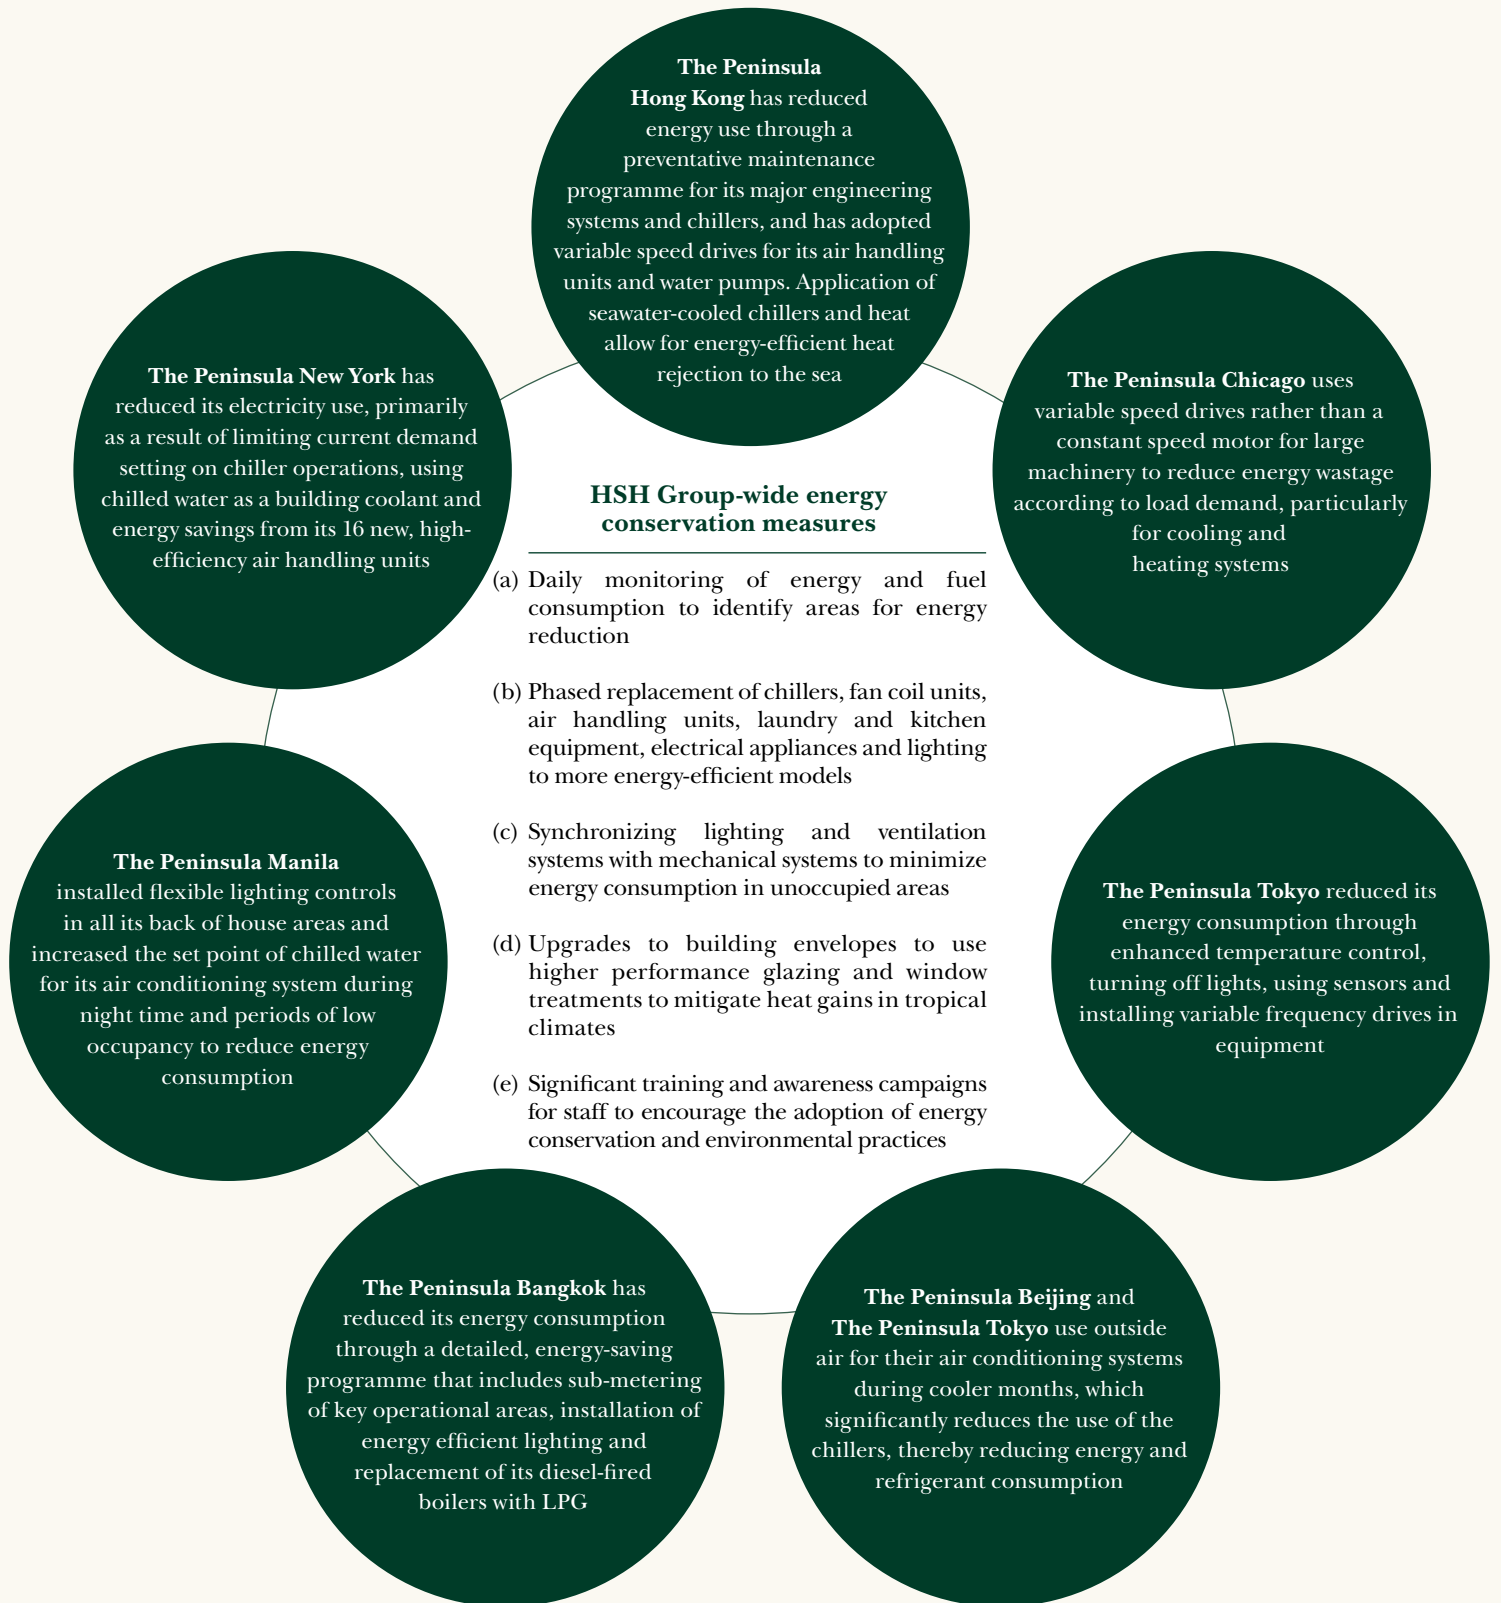 The Peninsula
Hong Kong has reduced
energy use through a
preventative maintenance
programme for its major engineering
systems and chillers, and has adopted
variable speed drives for its air handling
units and water pumps. Application of
seawater-cooled chillers and heat
allow for energy-efficient heat
rejection to the sea
The Peninsula New York has
reduced its electricity use, primarily
as a result of limiting current demand
setting on chiller operations, using
chilled water as a building coolant and
energy savings from its 16 new, high-
efficiency air handling units
The Peninsula Chicago uses
variable speed drives rather than a
constant speed motor for large
machinery to reduce energy wastage
according to load demand, particularly
for cooling and
heating systems
HSH Group-wide energy
conservation measures
(a) Daily monitoring of energy and fuel
consumption to identify areas for energy
reduction
(b) Phased replacement of chillers, fan coil units,
air handling units, laundry and kitchen
equipment, electrical appliances and lighting
to more energy-efficient models
(c) Synchronizing lighting and ventilation
systems with mechanical systems to minimize
energy consumption in unoccupied areas
(d) Upgrades to building envelopes to use
higher performance glazing and window
treatments to mitigate heat gains in tropical
climates
(e) Significant training and awareness campaigns
for staff to encourage the adoption of energy
conservation and environmental practices
The Peninsula Manila
installed flexible lighting controls
in all its back of house areas and
increased the set point of chilled water
for its air conditioning system during
night time and periods of low
occupancy to reduce energy
consumption
The Peninsula Tokyo reduced its
energy consumption through
enhanced temperature control,
turning off lights, using sensors and
installing variable frequency drives in
equipment
The Peninsula Bangkok has
reduced its energy consumption
through a detailed, energy-saving
programme that includes sub-metering
of key operational areas, installation of
energy efficient lighting and
replacement of its diesel-fired
boilers with LPG
The Peninsula Beijing and
The Peninsula Tokyo use outside
air for their air conditioning systems
during cooler months, which
significantly reduces the use of the
chillers, thereby reducing energy and
refrigerant consumption